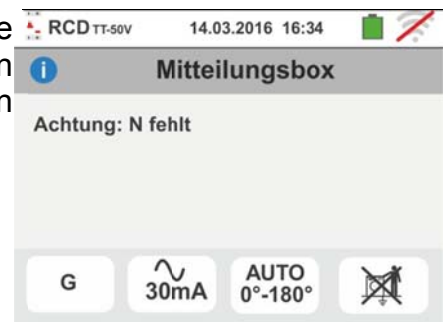 e
RCD TT-50V 14.03.2016 16:34
n
Mitteilungsbox
n
Achtung: N fehlt
G
30mA
AUTO
0°-180°